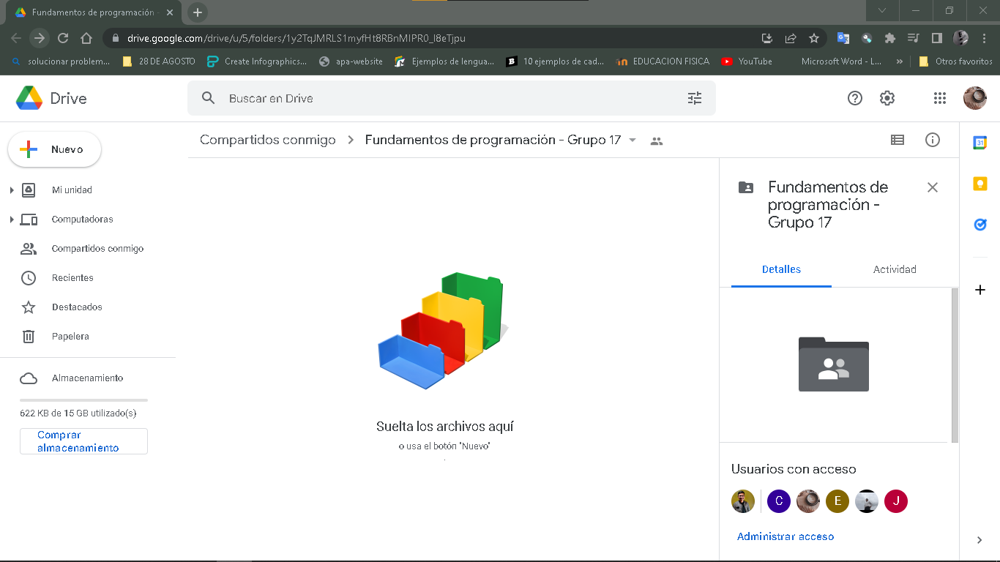 Fundamentos de programación -
drive.google.com/drive/u/5/folders/1y2TqJMRLS1myfHt8RBnMIPR0_I8eTjpu
solucionar problem...
28 DE AGOSTO
Create Infographics...
apa-website
Ejemplos de lengua...
10 ejemplos de cad...
EDUCACION FISICA
YouTube
Microsoft Word - L...
»
Otros favoritos
Drive
Buscar en Drive
Nuevo
Compartidos conmigo
Fundamentos de programación - Grupo 17
31
Mi unidad
Computadoras
Compartidos conmigo
Recientes
Destacados
Papelera
Almacenamiento
622 KB de 15 GB utilizado(s)
Comprar
almacenamiento
Suelta los archivos aquí
o usa el botón "Nuevo"
.
Fundamentos de
programación -
Grupo 17
Detalles
Actividad
Usuarios con acceso
C
E
J
Administrar acceso